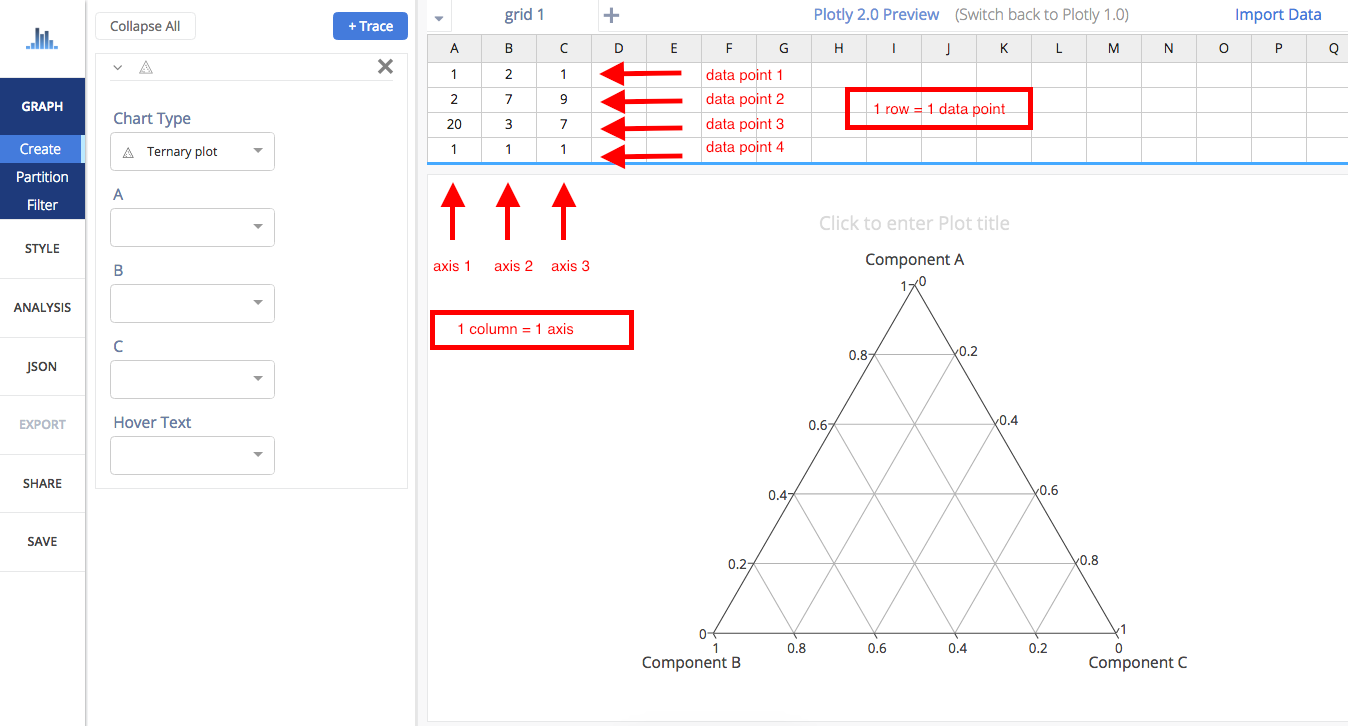 Collapse All
+ Trace
GRAPH
Create
Partition
Filter
STYLE
ANALYSIS
JSON
EXPORT
SHARE
SAVE
Chart Type
Ternary plot
A
B
C
Hover Text
grid 1
Plotly 2.0 Preview (Switch back to Plotly 1.0) Import Data
A B C D E F G H I J K L M N O P Q
1 2 1 data point 1
2 7 9 data point 2
20 3 7 data point 3
1 1 1 data point 4
1 row = 1 data point
axis 1 axis 2 axis 3
1 column = 1 axis
Click to enter Plot title
Component A
1 0
0.8 0.2
0.6 0.4
0.4 0.6
0.2 0.8
0 1
1 0.8 0.6 0.4 0.2 0
Component B Component C